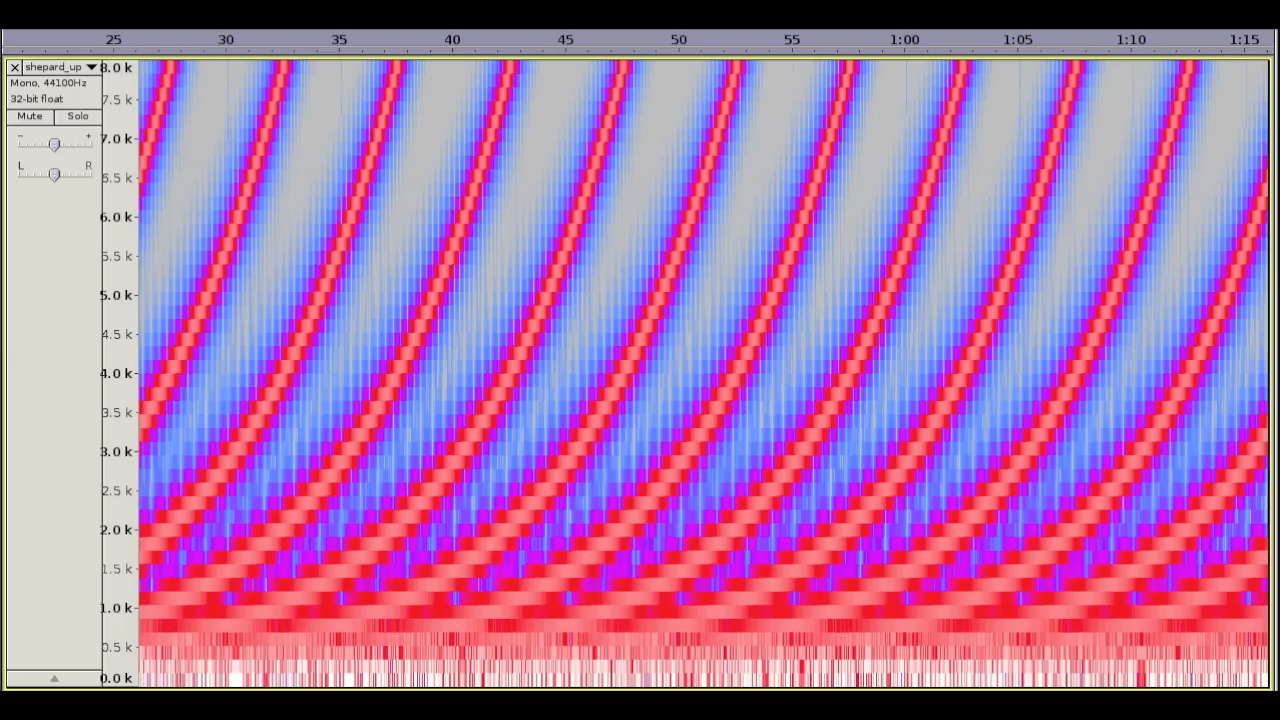 25 30 35 40 45 50 55 1:00 1:05 1:10 1:15
X shepard_up ▼
Mono, 44100Hz
32-bit float
Mute Solo
- +
L R
8.0 k
7.5 k
7.0 k
6.5 k
6.0 k
5.5 k
5.0 k
4.5 k
4.0 k
3.5 k
3.0 k
2.5 k
2.0 k
1.5 k
1.0 k
0.5 k
0.0 k